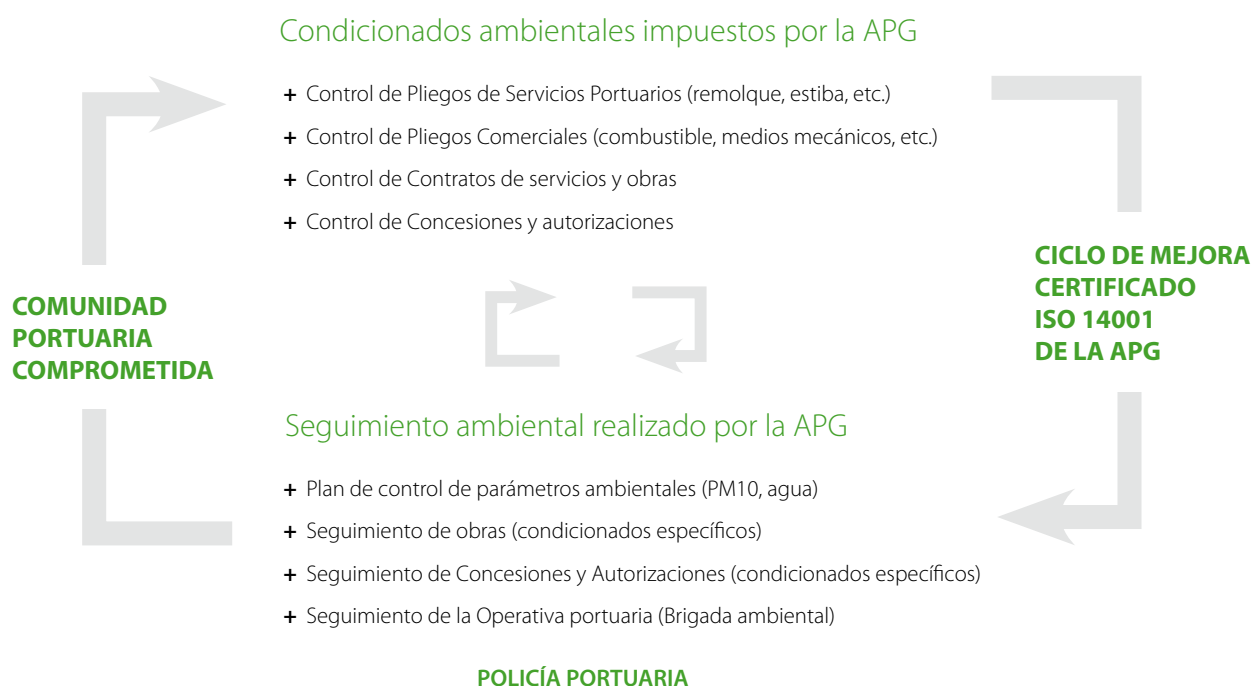 Condicionados ambientales impuestos por la APG
+ Control de Pliegos de Servicios Portuarios (remolque, estiba, etc.)
+ Control de Pliegos Comerciales (combustible, medios mecánicos, etc.)
+ Control de Contratos de servicios y obras
+ Control de Concesiones y autorizaciones
CICLO DE MEJORA
CERTIFICADO
ISO 14001
DE LA APG
COMUNIDAD
PORTUARIA
COMPROMETIDA
Seguimiento ambiental realizado por la APG
+ Plan de control de parámetros ambientales (PM10, agua)
+ Seguimiento de obras (condicionados específicos)
+ Seguimiento de Concesiones y Autorizaciones (condicionados específicos)
+ Seguimiento de la Operativa portuaria (Brigada ambiental)
POLICÍA PORTUARIA